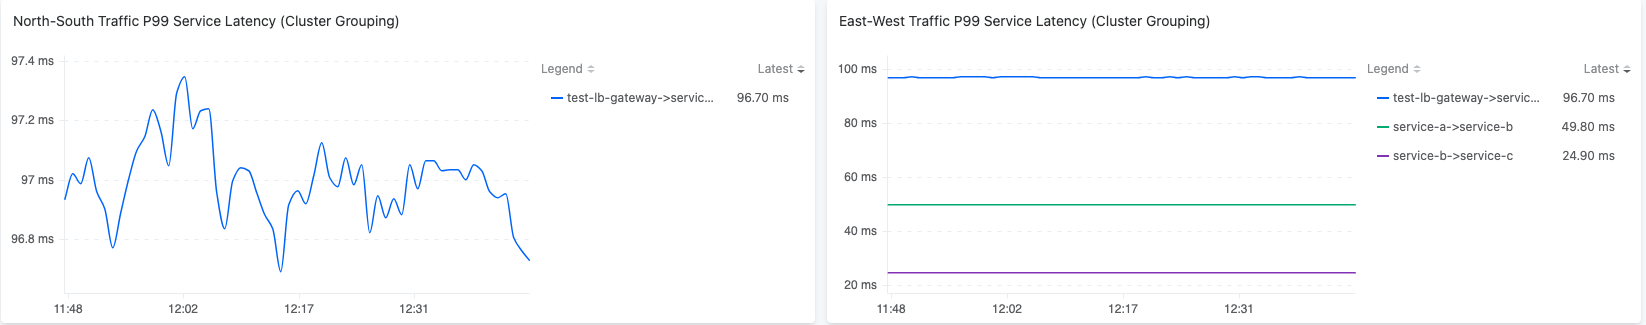 North-South Traffic P99 Service Latency (Cluster Grouping)
97.4 ms
97.2 ms
97 ms
96.8 ms
11:48 12:02 12:17 12:31
Legend Latest
test-lb-gateway->servic... 96.70 ms
East-West Traffic P99 Service Latency (Cluster Grouping)
100 ms
80 ms
60 ms
40 ms
20 ms
11:48 12:02 12:17 12:31
Legend Latest
test-lb-gateway->servic... 96.70 ms
service-a->service-b 49.80 ms
service-b->service-c 24.90 ms